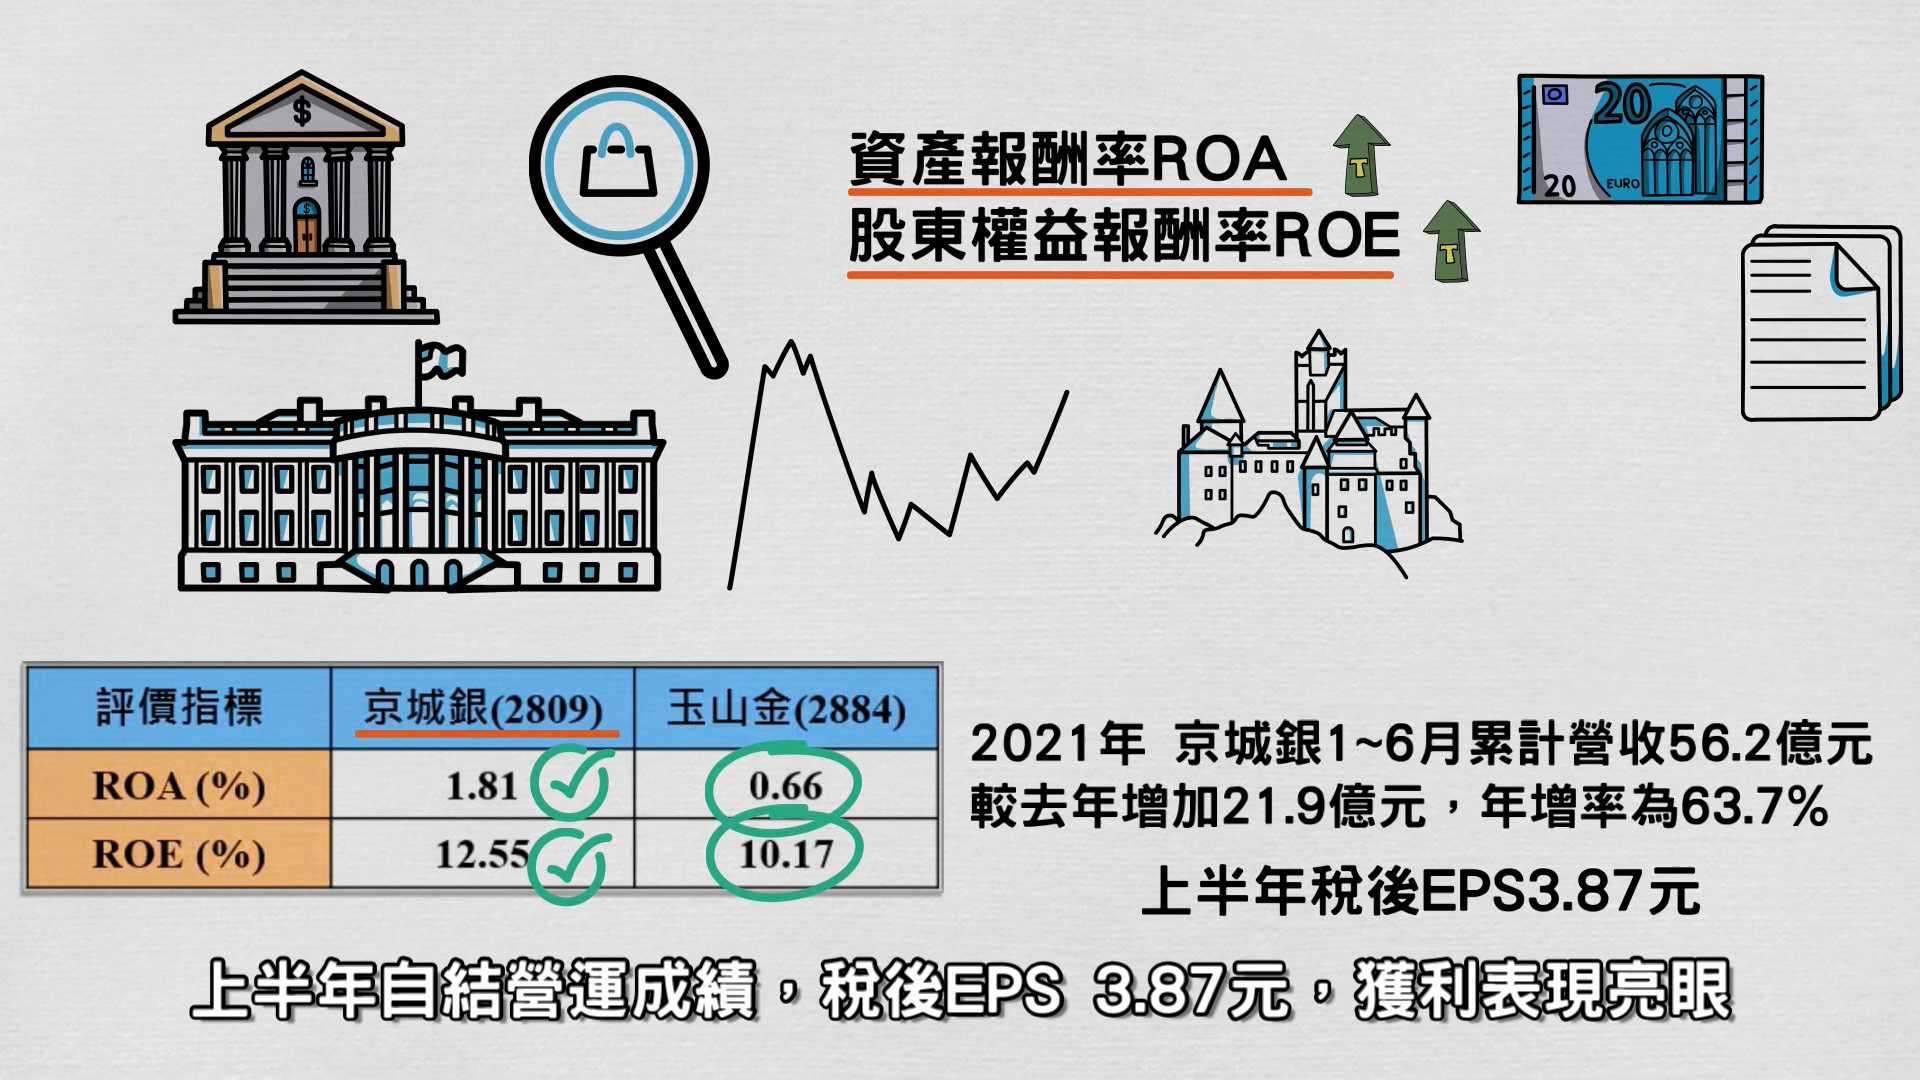 $
$
資產報酬率ROA
T
股東權益報酬率ROE
T
20
20
EURO
評價指標 京城銀(2809) 玉山金(2884)
ROA (%) 1.81 0.66
ROE (%) 12.55 10.17
2021年 京城銀1~6月累計營收56.2億元
較去年增加21.9億元，年增率為63.7%
上半年稅後EPS3.87元
上半年自結營運成績，稅後EPS 3.87元，獲利表現亮眼